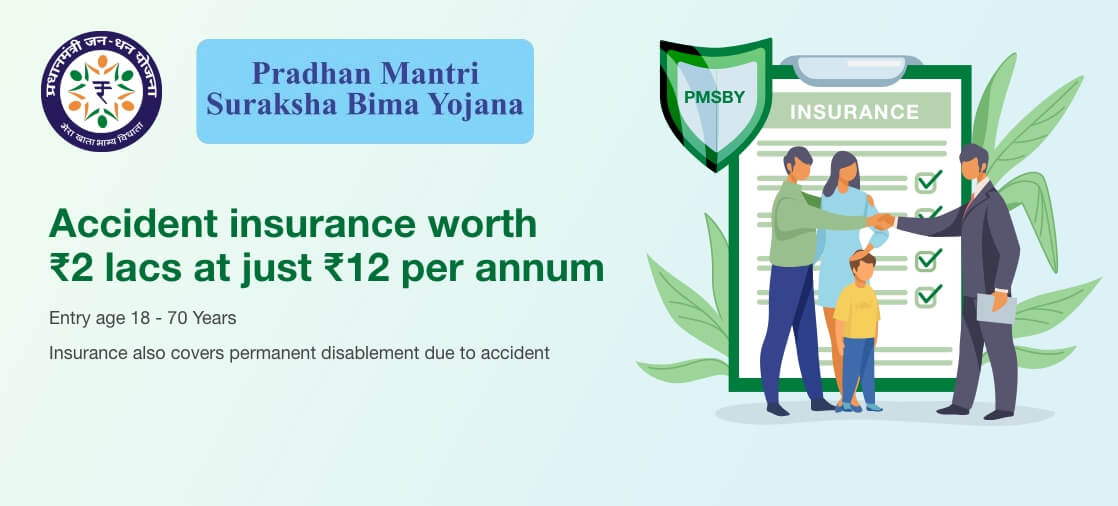 प्रधानमंत्री जन-धन योजना
मेरा खाता भाग्य विधाता
Pradhan Mantri
Suraksha Bima Yojana
Accident insurance worth
₹2 lacs at just ₹12 per annum
Entry age 18 - 70 Years
Insurance also covers permanent disablement due to accident
PMSBY
INSURANCE